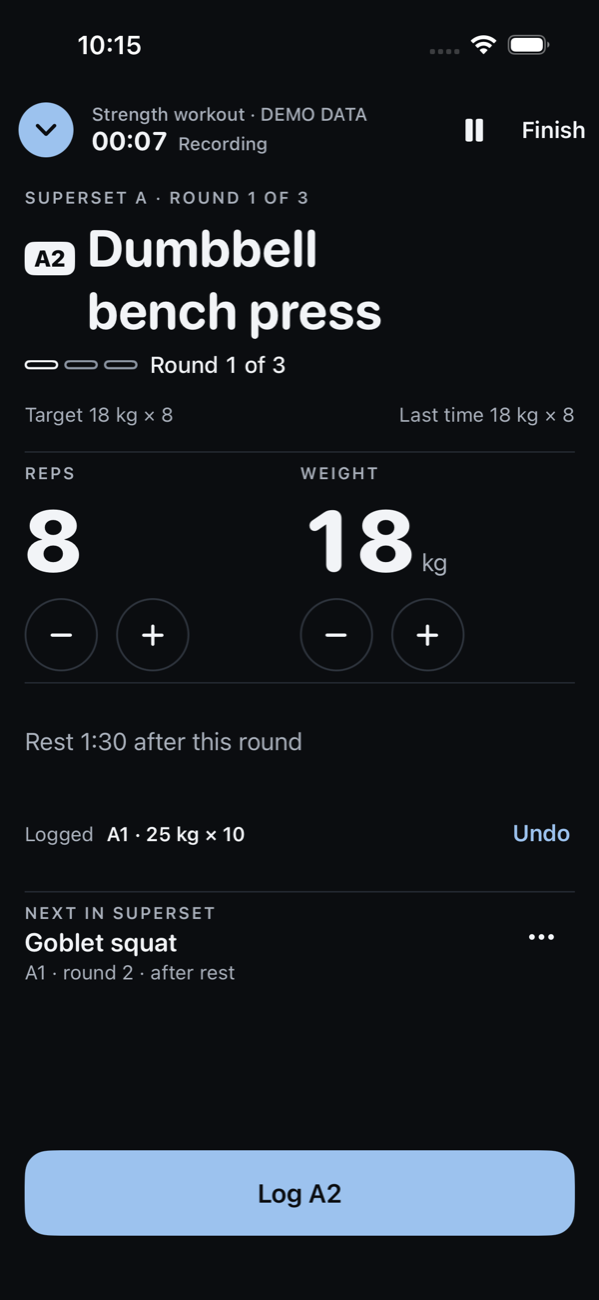 10:15
Strength workout · DEMO DATA
00:07 Recording
Finish
SUPERSET A · ROUND 1 OF 3
A2 Dumbbell
bench press
Round 1 of 3
Target 18 kg × 8
Last time 18 kg × 8
REPS
WEIGHT
8
18 kg
Rest 1:30 after this round
Logged A1 · 25 kg × 10
Undo
NEXT IN SUPERSET
Goblet squat
A1 · round 2 · after rest
Log A2